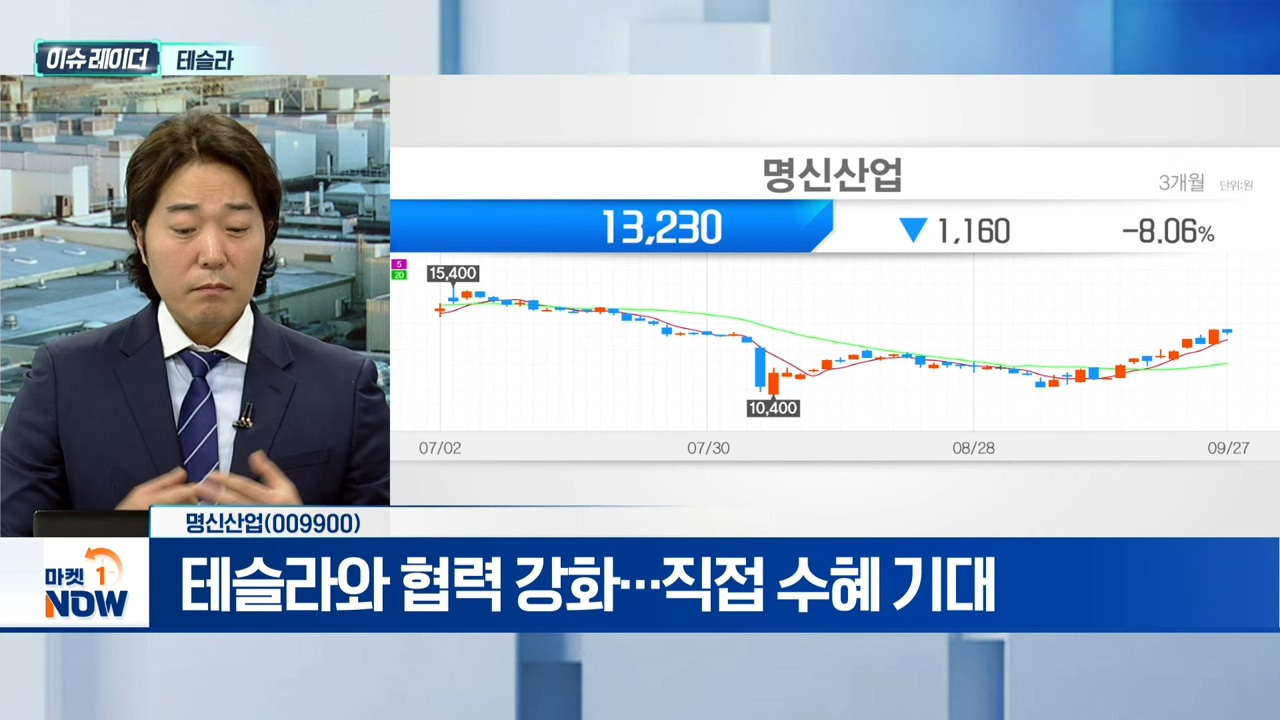 이슈 레이더 테슬라
명신산업
3개월 단위:원
13,230 ▼ 1,160 -8.06%
5
20
15,400
10,400
07/02 07/30 08/28 09/27
명신산업(009900)
마켓 1
NOW
테슬라와 협력 강화…직접 수혜 기대